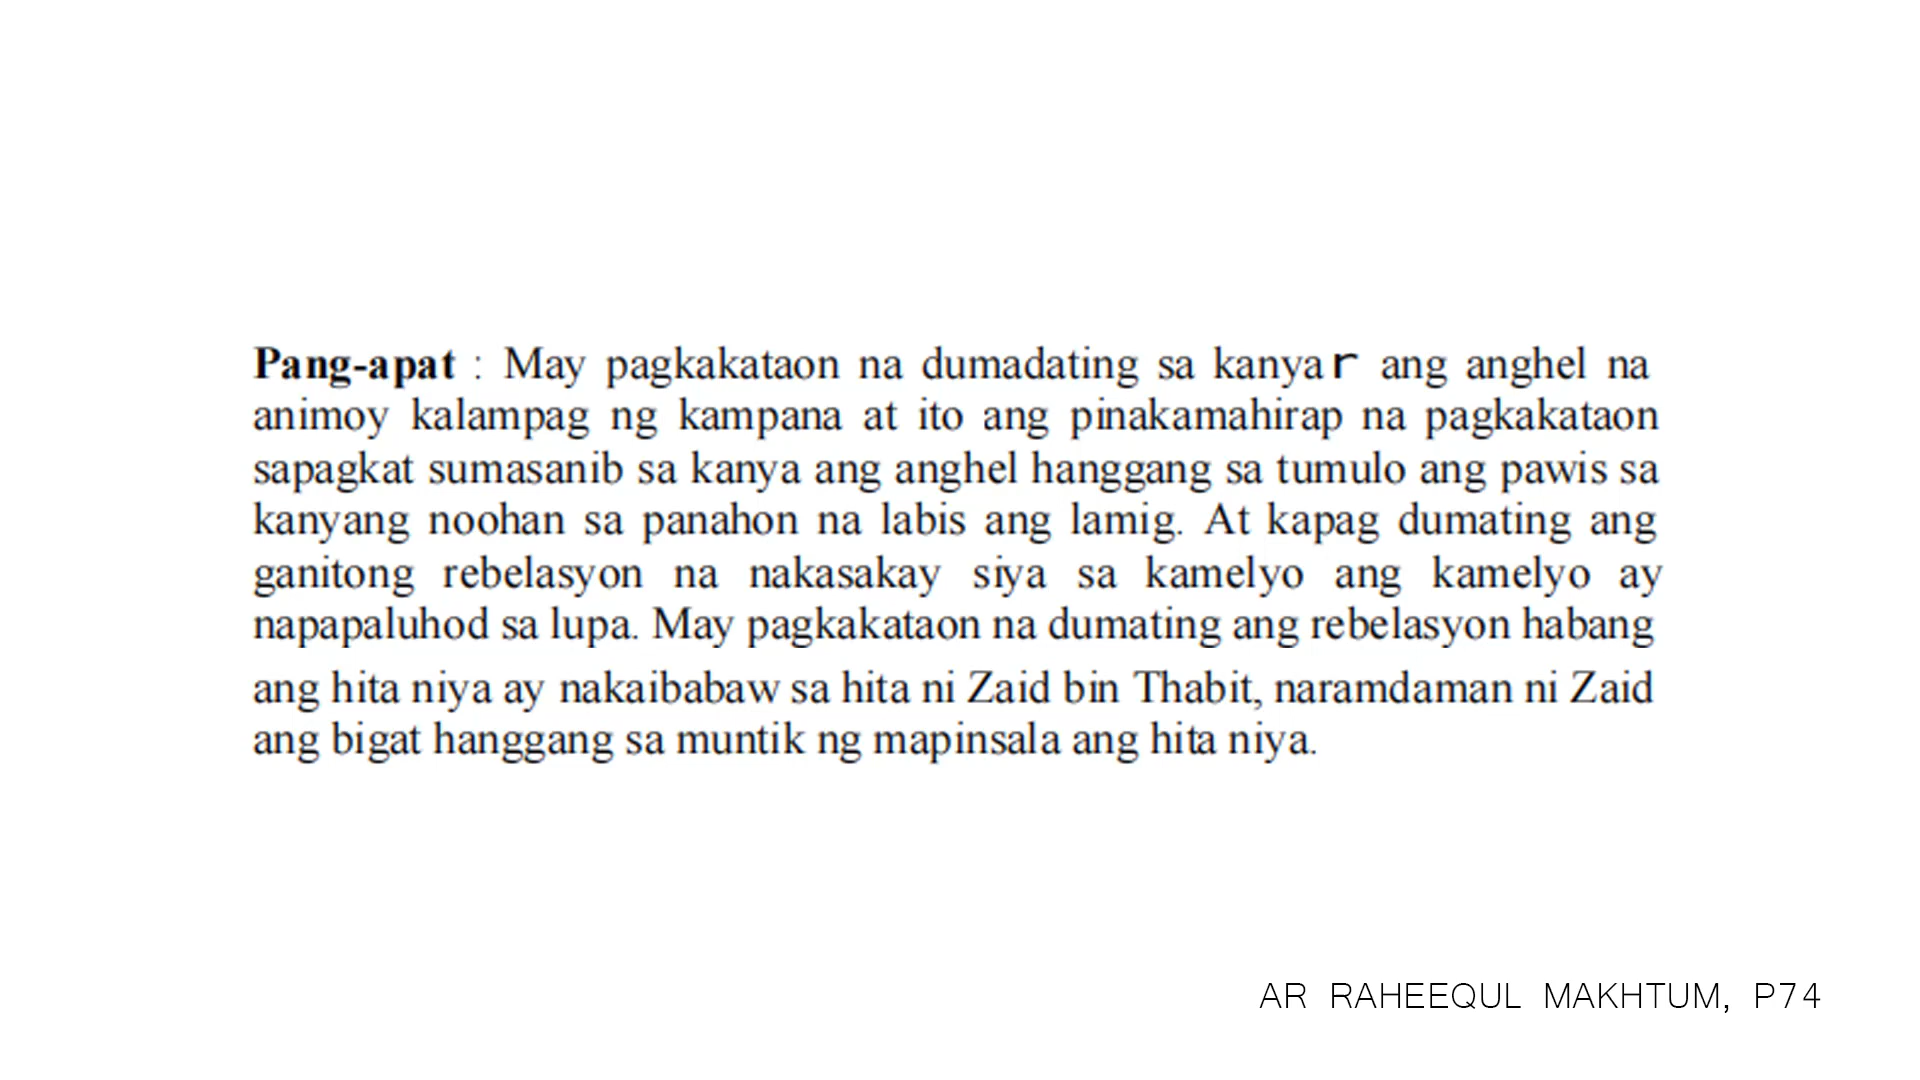 Pang-apat : May pagkakataon na dumadating sa kanya r ang anghel na
animoy kalampag ng kampana at ito ang pinakamahirap na pagkakataon
sapagkat sumasanib sa kanya ang anghel hanggang sa tumulo ang pawis sa
kanyang noohan sa panahon na labis ang lamig. At kapag dumating ang
ganitong rebelasyon na nakasakay siya sa kamelyo ang kamelyo ay
napapaluhod sa lupa. May pagkakataon na dumating ang rebelasyon habang
ang hita niya ay nakaibabaw sa hita ni Zaid bin Thabit, naramdaman ni Zaid
ang bigat hanggang sa muntik ng mapinsala ang hita niya.
AR RAHEEQUL MAKHTUM, P74